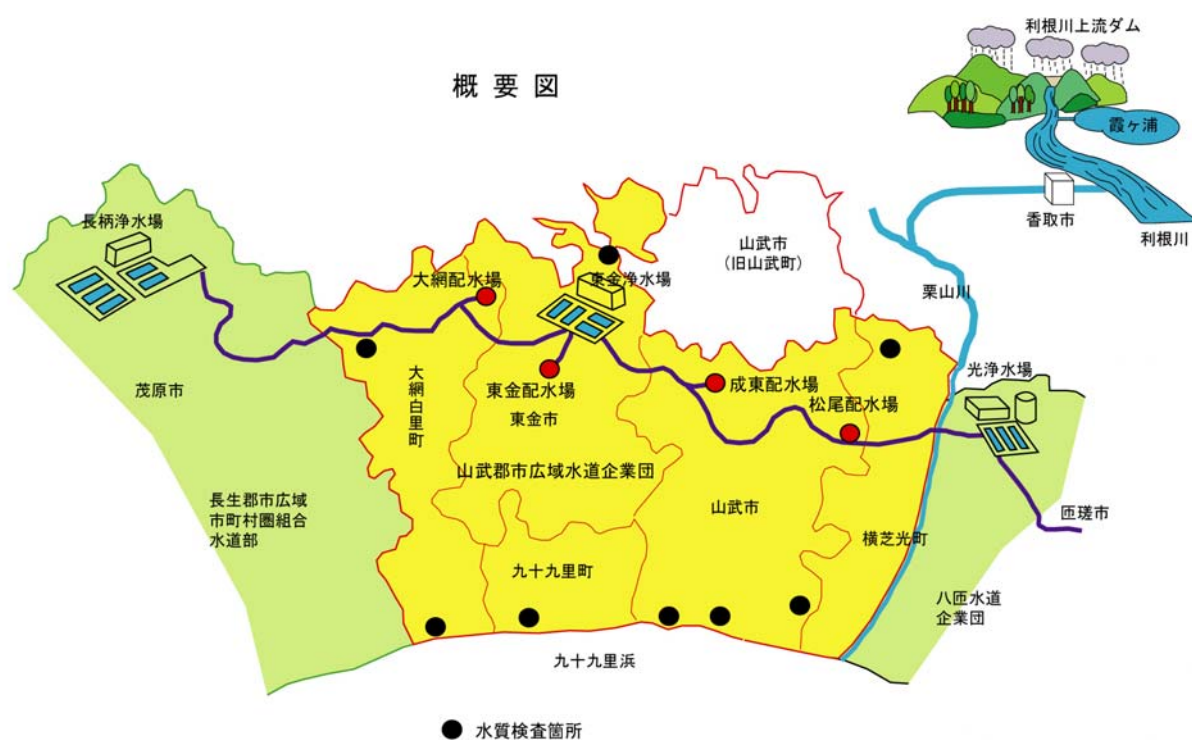 利根川上流ダム
概要図
霞ヶ浦
香取市
利根川
長柄浄水場
山武市
(旧山武町)
大網配水場
東金浄水場
栗山川
光浄水場
茂原市
大網白里町
東金配水場
東金市
成東配水場
松尾配水場
山武郡市広域水道企業団
長生郡市広域
市町村圏組合
水道部
山武市
匝瑳市
横芝光町
九十九里町
八匝水道
企業団
九十九里浜
水質検査箇所